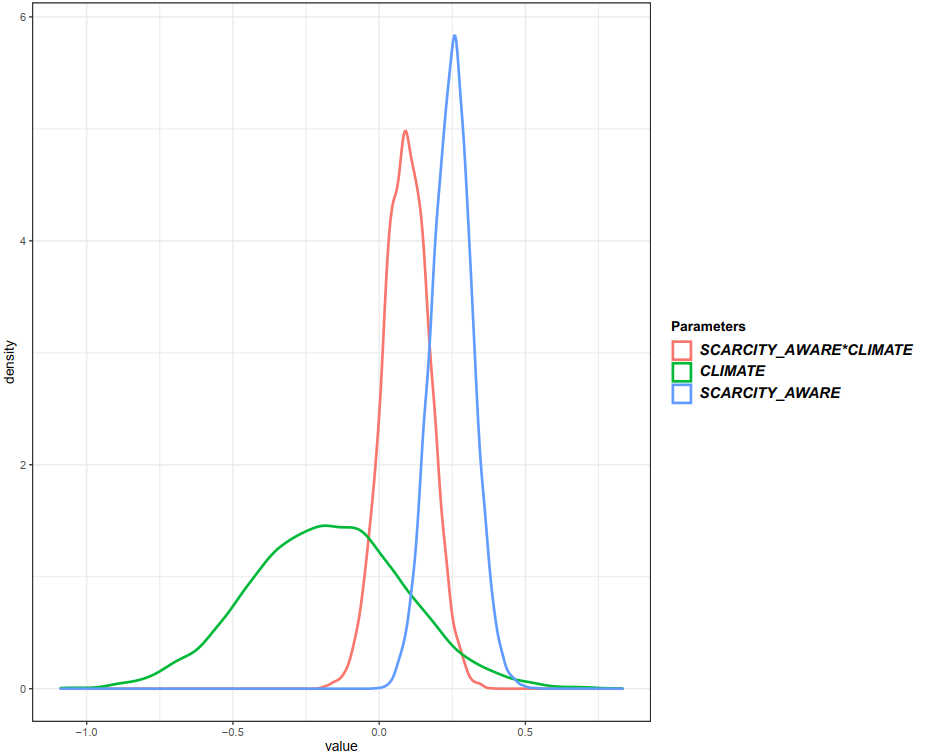 6
4
2
0
density
−1.0
−0.5
0.0
0.5
value
Parameters
SCARCITY_AWARE*CLIMATE
CLIMATE
SCARCITY_AWARE